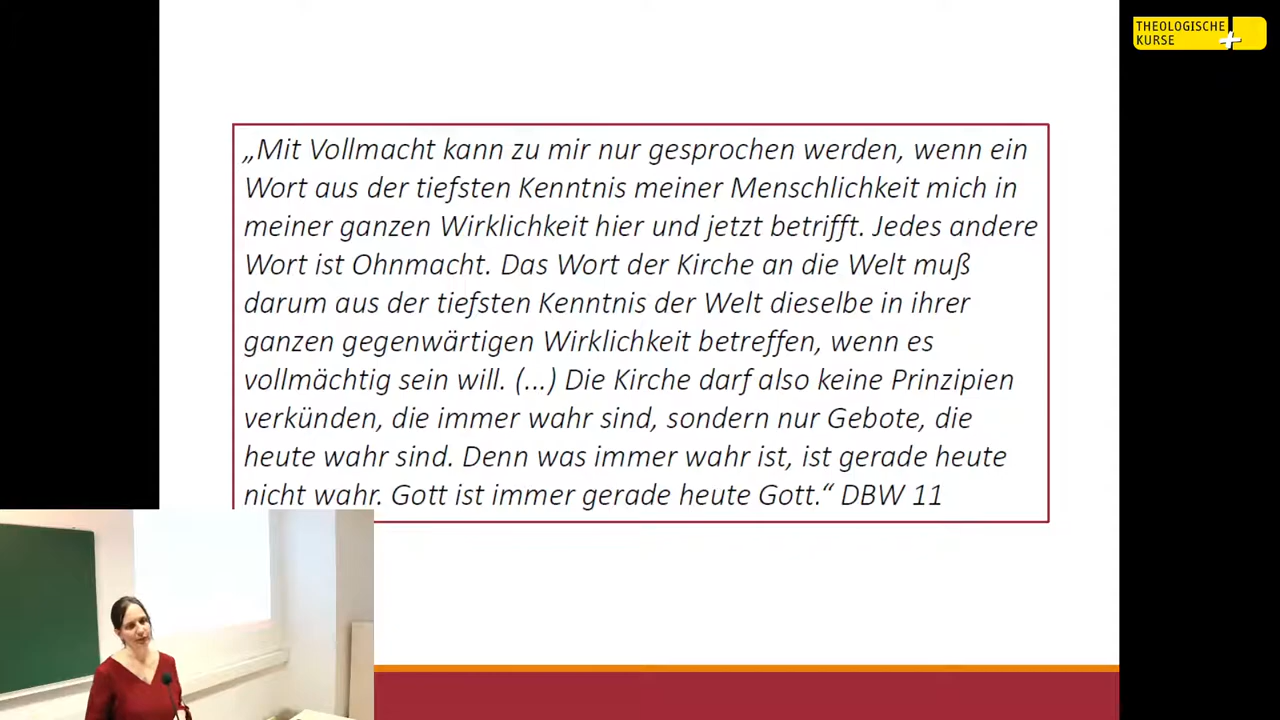 THEOLOGISCHE
KURSE
„Mit Vollmacht kann zu mir nur gesprochen werden, wenn ein
Wort aus der tiefsten Kenntnis meiner Menschlichkeit mich in
meiner ganzen Wirklichkeit hier und jetzt betrifft. Jedes andere
Wort ist Ohnmacht. Das Wort der Kirche an die Welt muß
darum aus der tiefsten Kenntnis der Welt dieselbe in ihrer
ganzen gegenwärtigen Wirklichkeit betreffen, wenn es
vollmächtig sein will. (...) Die Kirche darf also keine Prinzipien
verkünden, die immer wahr sind, sondern nur Gebote, die
heute wahr sind. Denn was immer wahr ist, ist gerade heute
nicht wahr. Gott ist immer gerade heute Gott.“ DBW 11